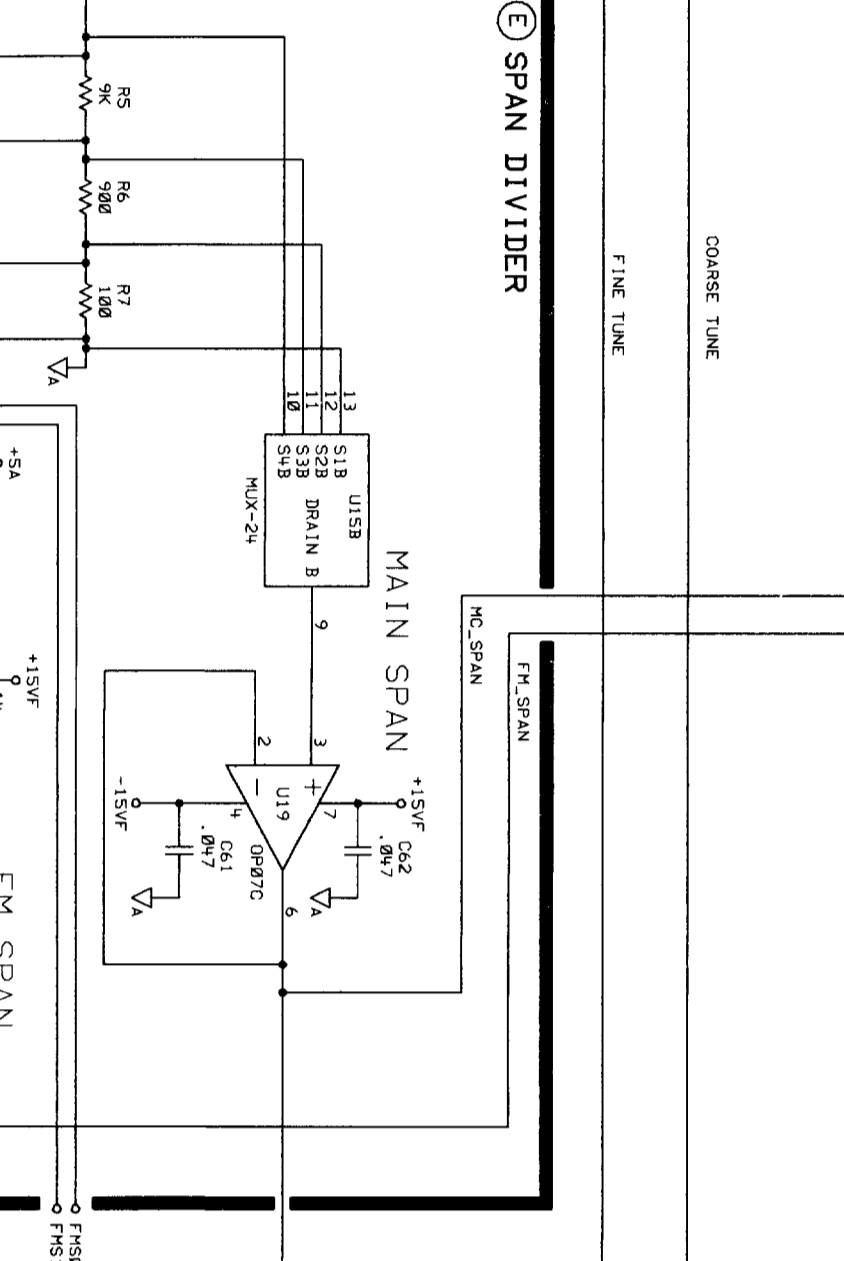 E SPAN DIVIDER
COARSE TUNE
FINE TUNE
R5
9K
R6
900
R7
100
A
13
12
11
10
S1B
S2B
S3B
S4B
U15B
DRAIN B
MUX-24
MAIN SPAN
9
MC_SPAN
FM_SPAN
+5A
+15VF
2
3
+
-
U19
OP07C
4
7
6
+15VF
-15VF
C62
.047
C61
.047
A
A
FM SPAN